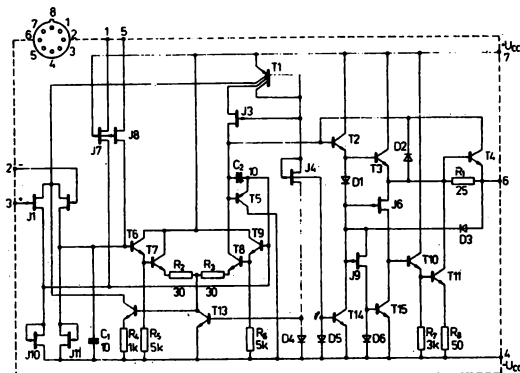 8
7 1
6 2
5 3
4
1 5
-Ucc
7
T1
J3
J7 J8
J4
T2
D2
T3
T4
C2
10
D1
R1
25
6
2 -
3 +
J1
T5
J6
D3
T6
T7
T9
T8
R2
30
R3
30
J9
T10
T11
T13
C1
10
R4
1k
R5
5k
R6
5k
D4
D5
T14
D6
T15
R7
3k
R8
50
J10
J11
4
-Ucc